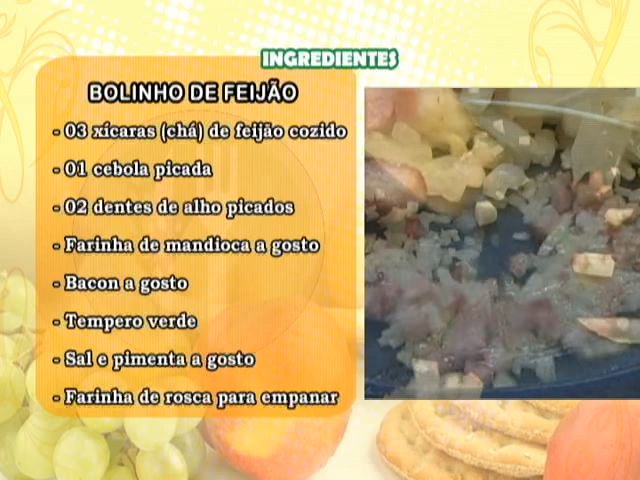 INGREDIENTES
BOLINHO DE FEIJÃO
- 03 xícaras (chá) de feijão cozido
- 01 cebola picada
- 02 dentes de alho picados
- Farinha de mandioca a gosto
- Bacon a gosto
- Tempero verde
- Sal e pimenta a gosto
- Farinha de rosca para empanar